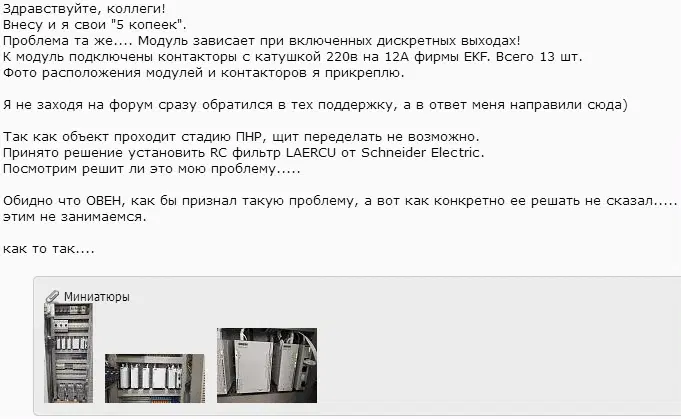 Здравствуйте, коллеги!
Внесу и я свои "5 копеек".
Проблема та же.... Модуль зависает при включенных дискретных выходах!
К модуль подключены контакторы с катушкой 220в на 12А фирмы EKF. Всего 13 шт.
Фото расположения модулей и контакторов я прикреплю.
Я не заходя на форум сразу обратился в тех поддержку, а в ответ меня направили сюда)
Так как объект проходит стадию ПНР, щит переделать не возможно.
Принято решение установить RC фильтр LAERCU от Schneider Electric.
Посмотрим решит ли это мою проблему.....
Обидно что ОВЕН, как бы признал такую проблему, а вот как конкретно ее решать не сказал.....
этим не занимаемся.
как то так....
Миниатюры